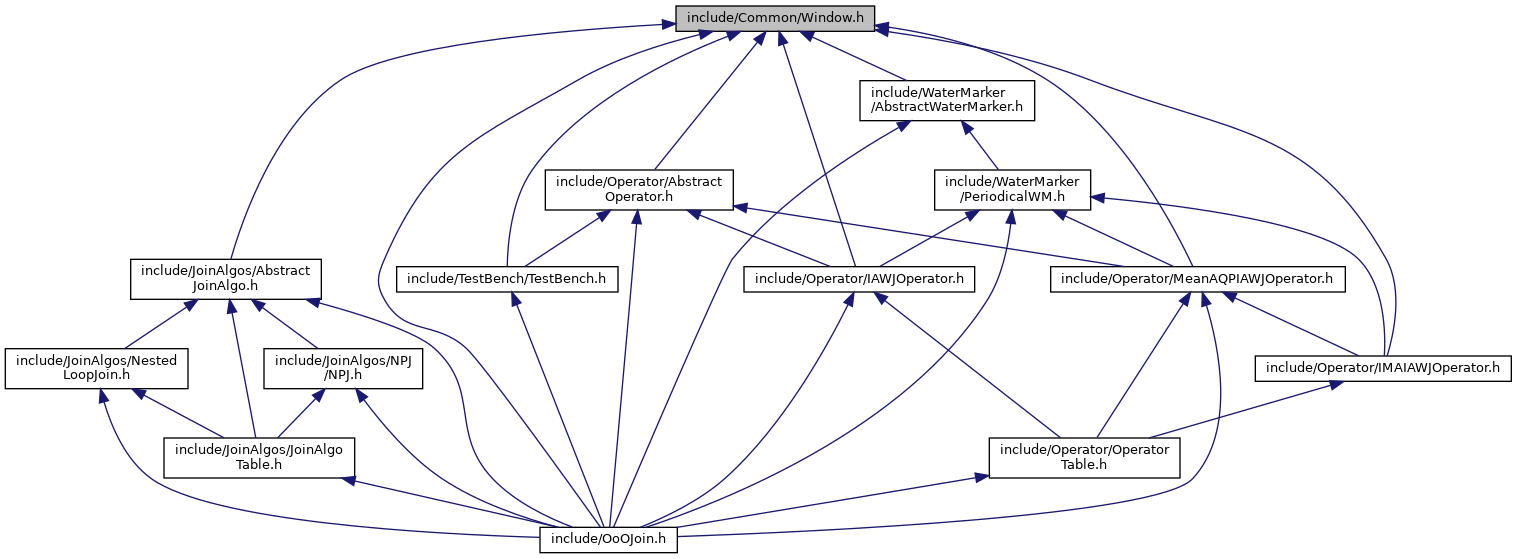 include/Common/Window.h
include/WaterMarker
/AbstractWaterMarker.h
include/Operator/Abstract
Operator.h
include/WaterMarker
/PeriodicalWM.h
include/JoinAlgos/Abstract
JoinAlgo.h
include/TestBench/TestBench.h
include/Operator/IAWJOperator.h
include/Operator/MeanAQPIAWJOperator.h
include/JoinAlgos/Nested
LoopJoin.h
include/JoinAlgos/NPJ
/NPJ.h
include/Operator/IMAIAWJOperator.h
include/JoinAlgos/JoinAlgo
Table.h
include/Operator/Operator
Table.h
include/OoOJoin.h